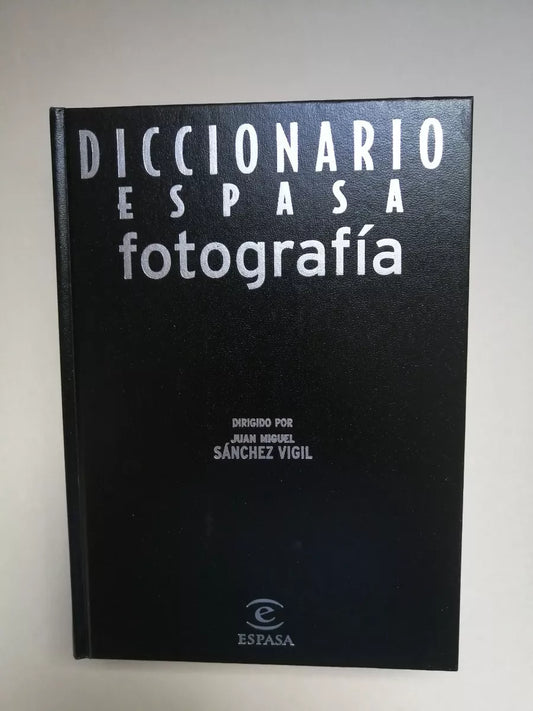 DICCIONARIO
ESPASA
fotografía
DIRIGIDO POR
JUAN MIGUEL
SÁNCHEZ VIGIL
e
ESPASA